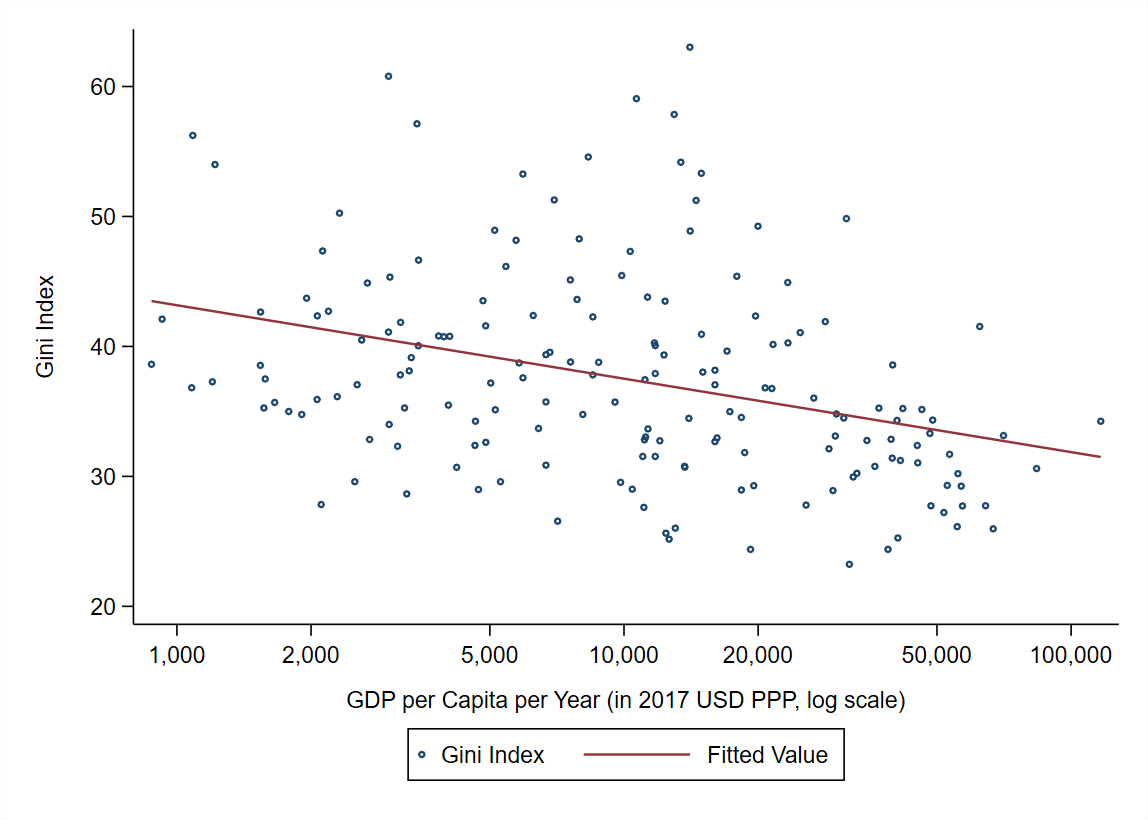 60
50
40
30
20
Gini Index
1,000 2,000 5,000 10,000 20,000 50,000 100,000
GDP per Capita per Year (in 2017 USD PPP, log scale)
Gini Index Fitted Value